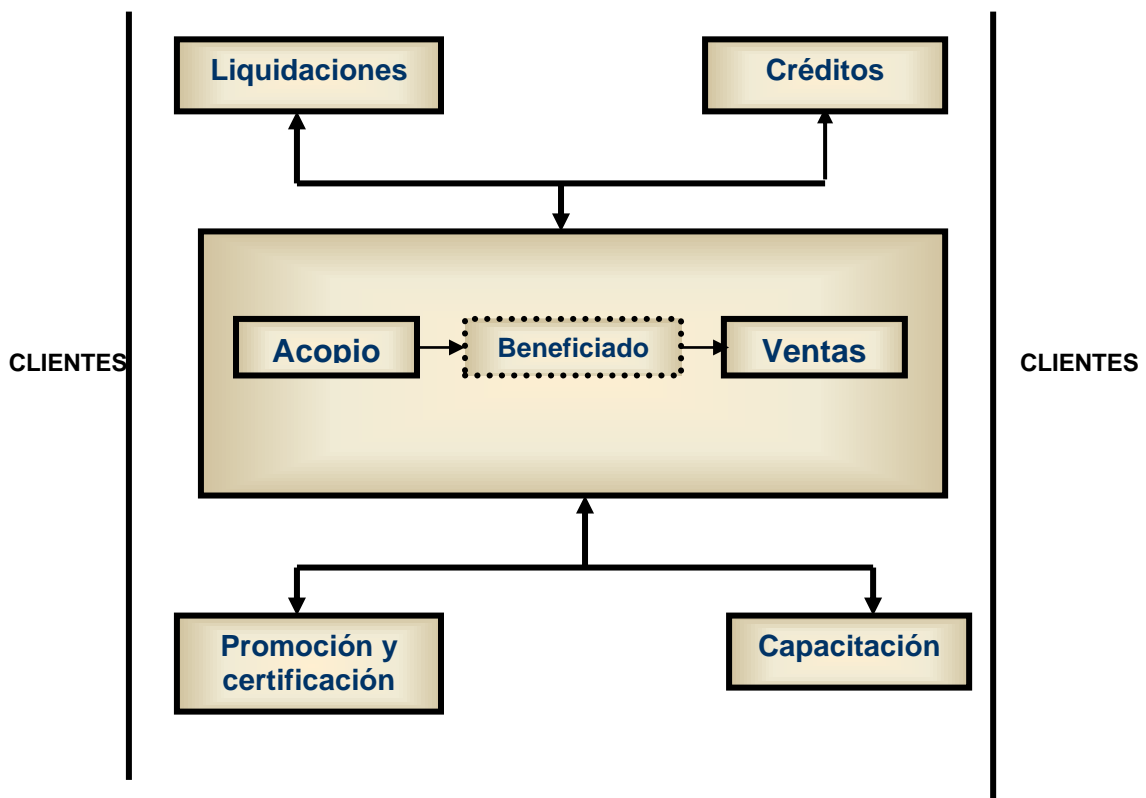 Liquidaciones
Créditos
Acopio
Beneficiado
Ventas
CLIENTES
CLIENTES
Promoción y
certificación
Capacitación